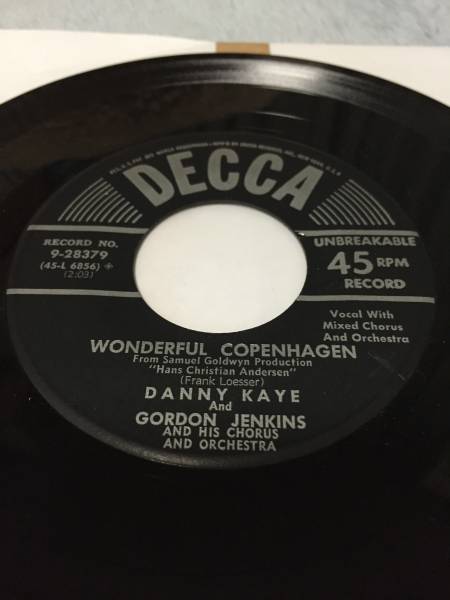 DECCA
RECORD NO.
9-28379
(45-L 6856) +
(2:03)
UNBREAKABLE
45 RPM
RECORD
Vocal With
Mixed Chorus
And Orchestra
WONDERFUL COPENHAGEN
From Samuel Goldwyn Production
"Hans Christian Andersen"
(Frank Loesser)
DANNY KAYE
And
GORDON JENKINS
AND HIS CHORUS
AND ORCHESTRA